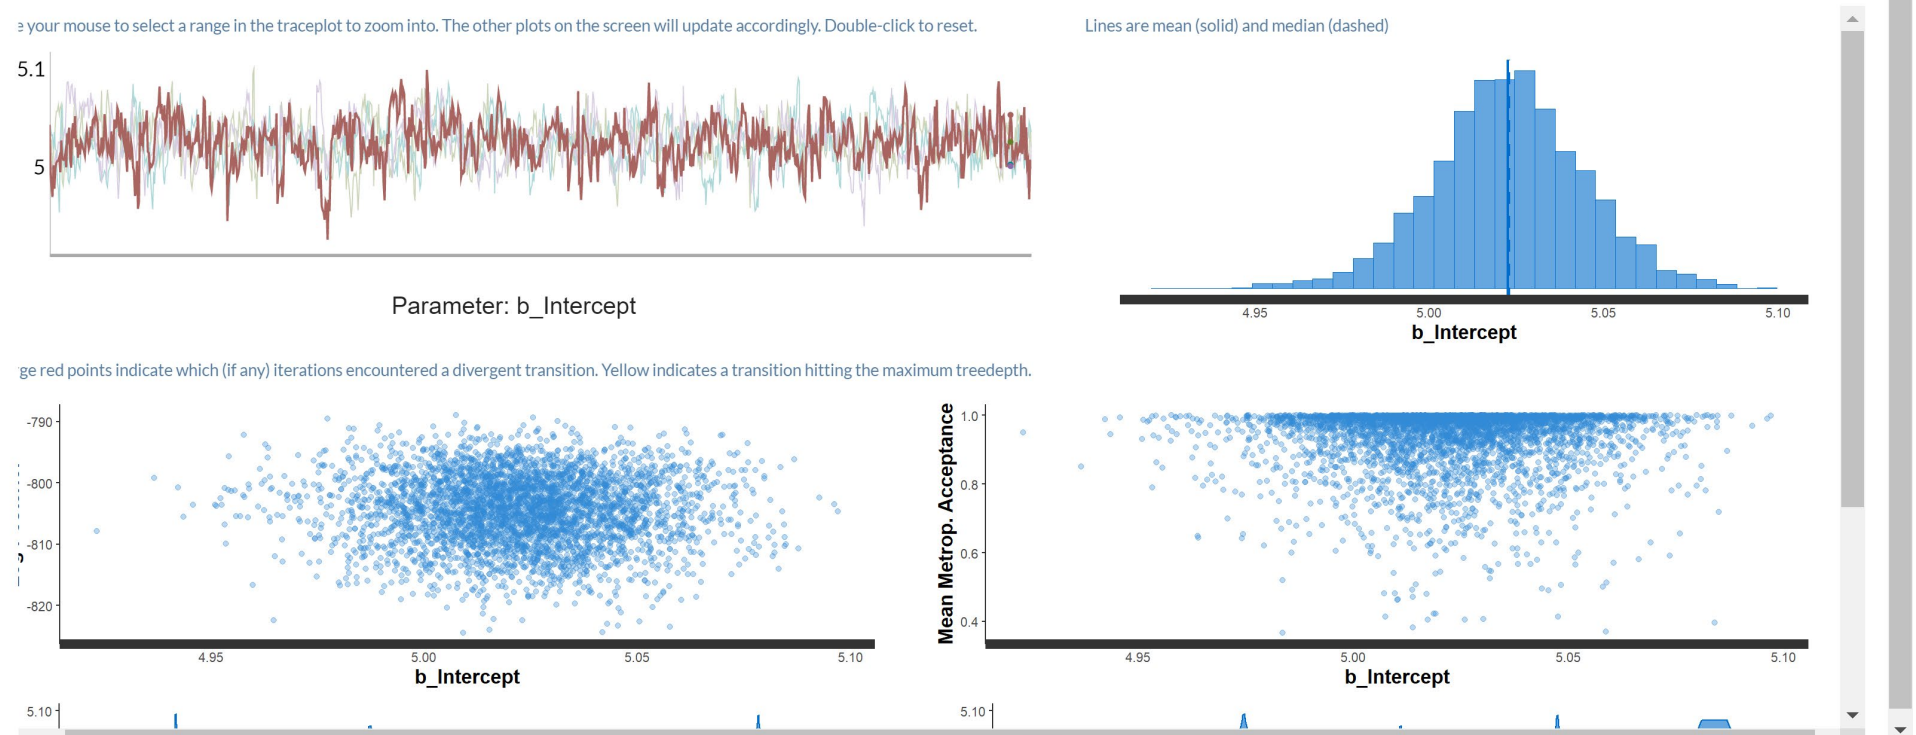 your mouse to select a range in the traceplot to zoom into. The other plots on the screen will update accordingly. Double-click to reset.
Lines are mean (solid) and median (dashed)
5.1
5
Parameter: b_Intercept
4.95 5.00 5.05 5.10
b_Intercept
red points indicate which (if any) iterations encountered a divergent transition. Yellow indicates a transition hitting the maximum treedepth.
-790
-800
-810
-820
4.95 5.00 5.05 5.10
b_Intercept
Mean Metrop. Acceptance
1.0
0.8
0.6
0.4
4.95 5.00 5.05 5.10
b_Intercept
5.10
5.10